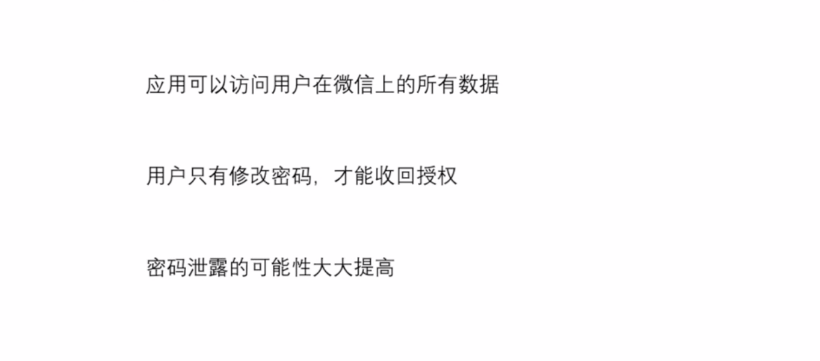 应用可以访问用户在微信上的所有数据
用户只有修改密码，才能收回授权
密码泄露的可能性大大提高